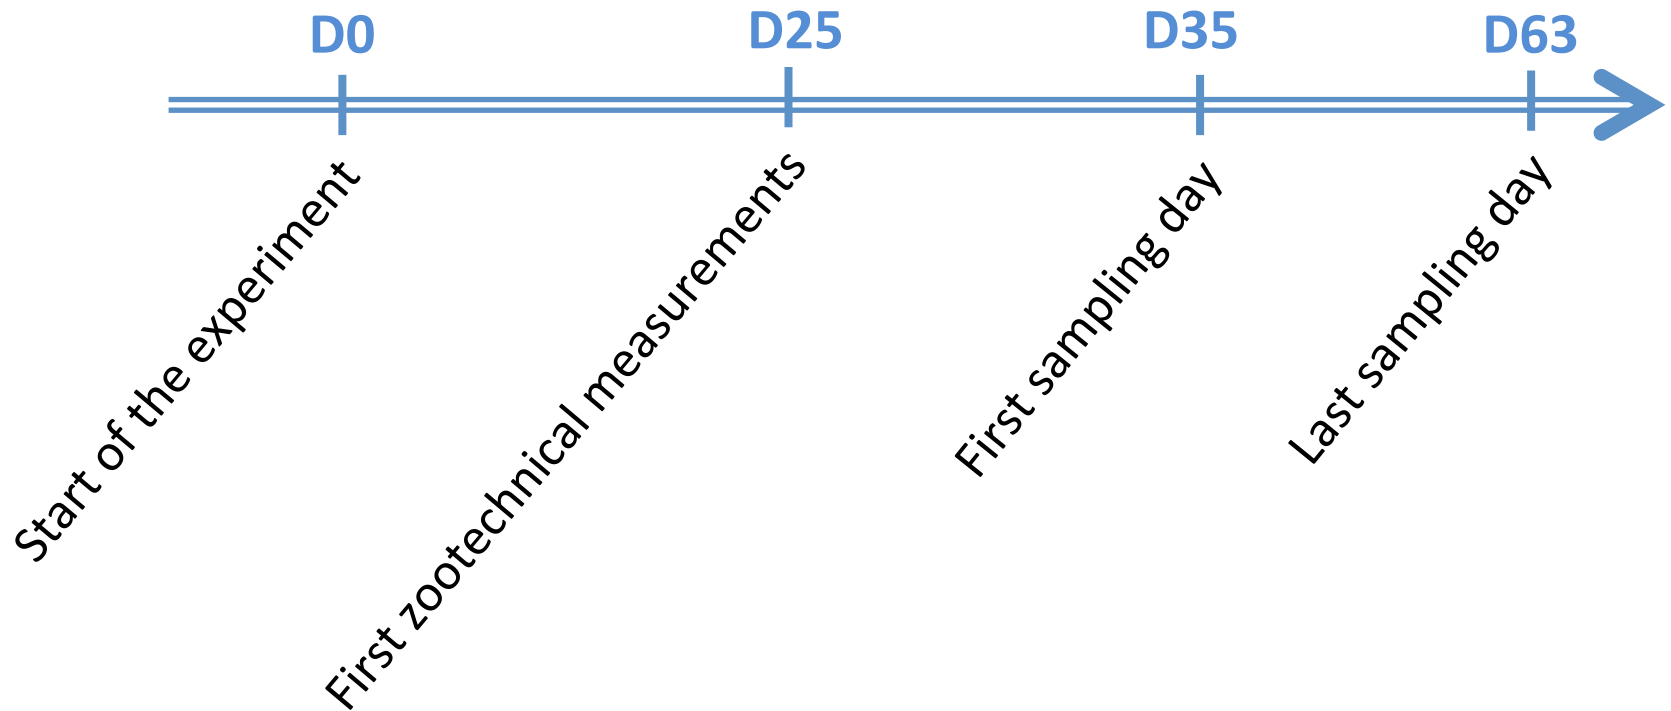 D0
D25
D35
D63
Start of the experiment
First zootechnical measurements
First sampling day
Last sampling day